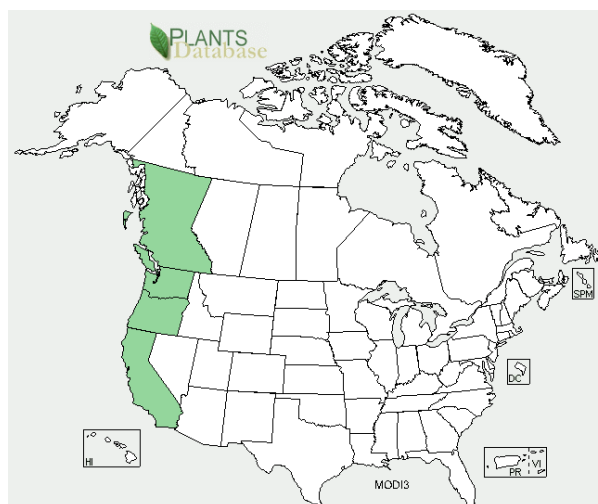 PLANTS
Database
SPM
DC
HI
PR
VI
MODI3